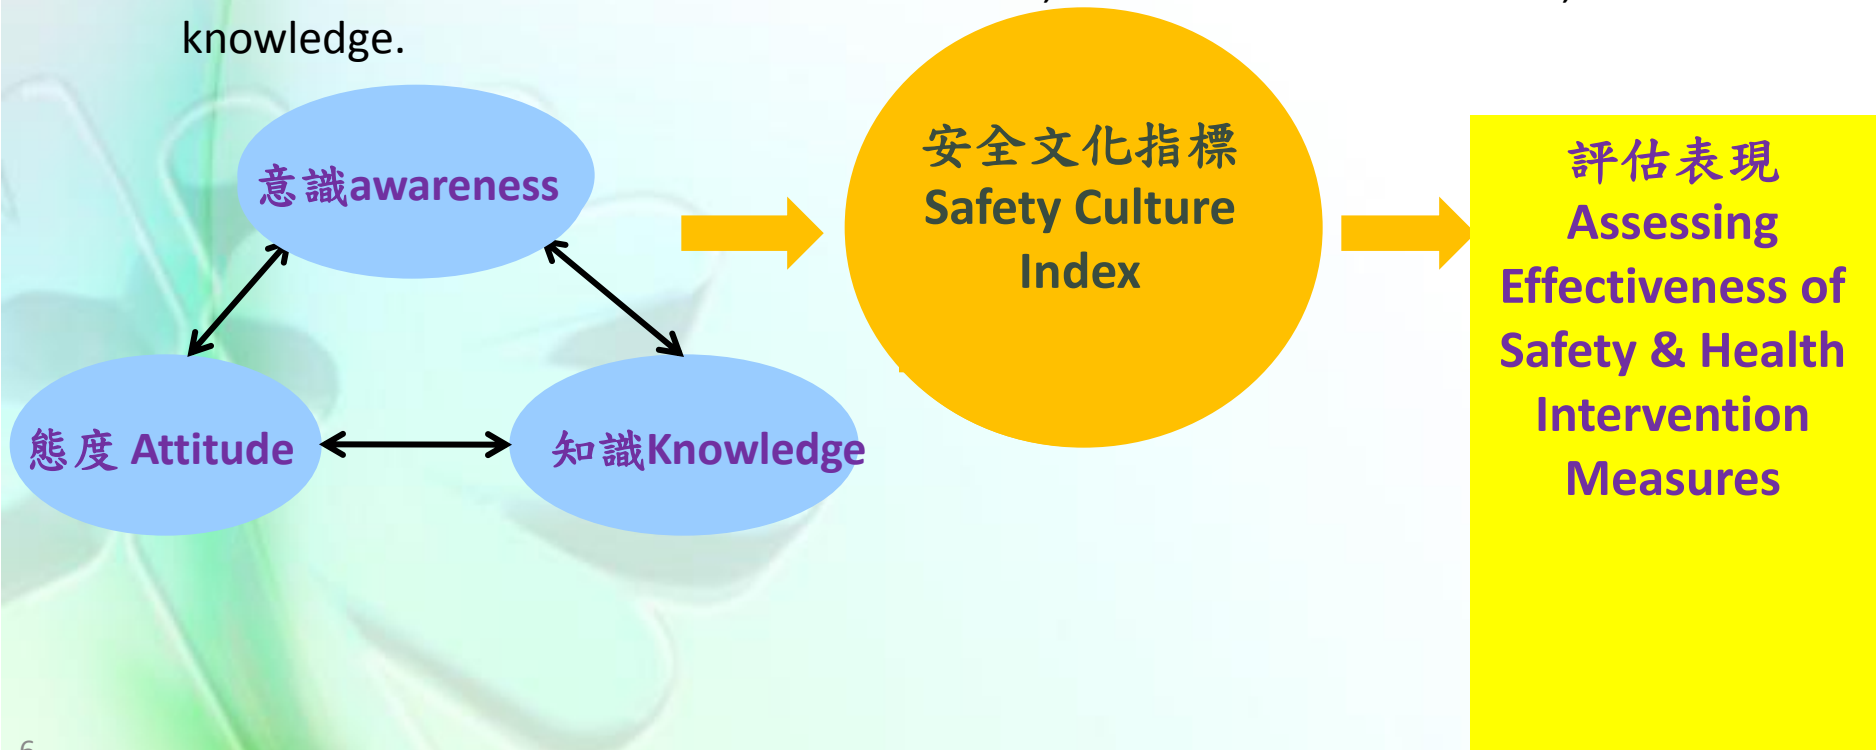 knowledge.
意識awareness
態度 Attitude
知識Knowledge
安全文化指標
Safety Culture
Index
評估表現
Assessing
Effectiveness of
Safety & Health
Intervention
Measures